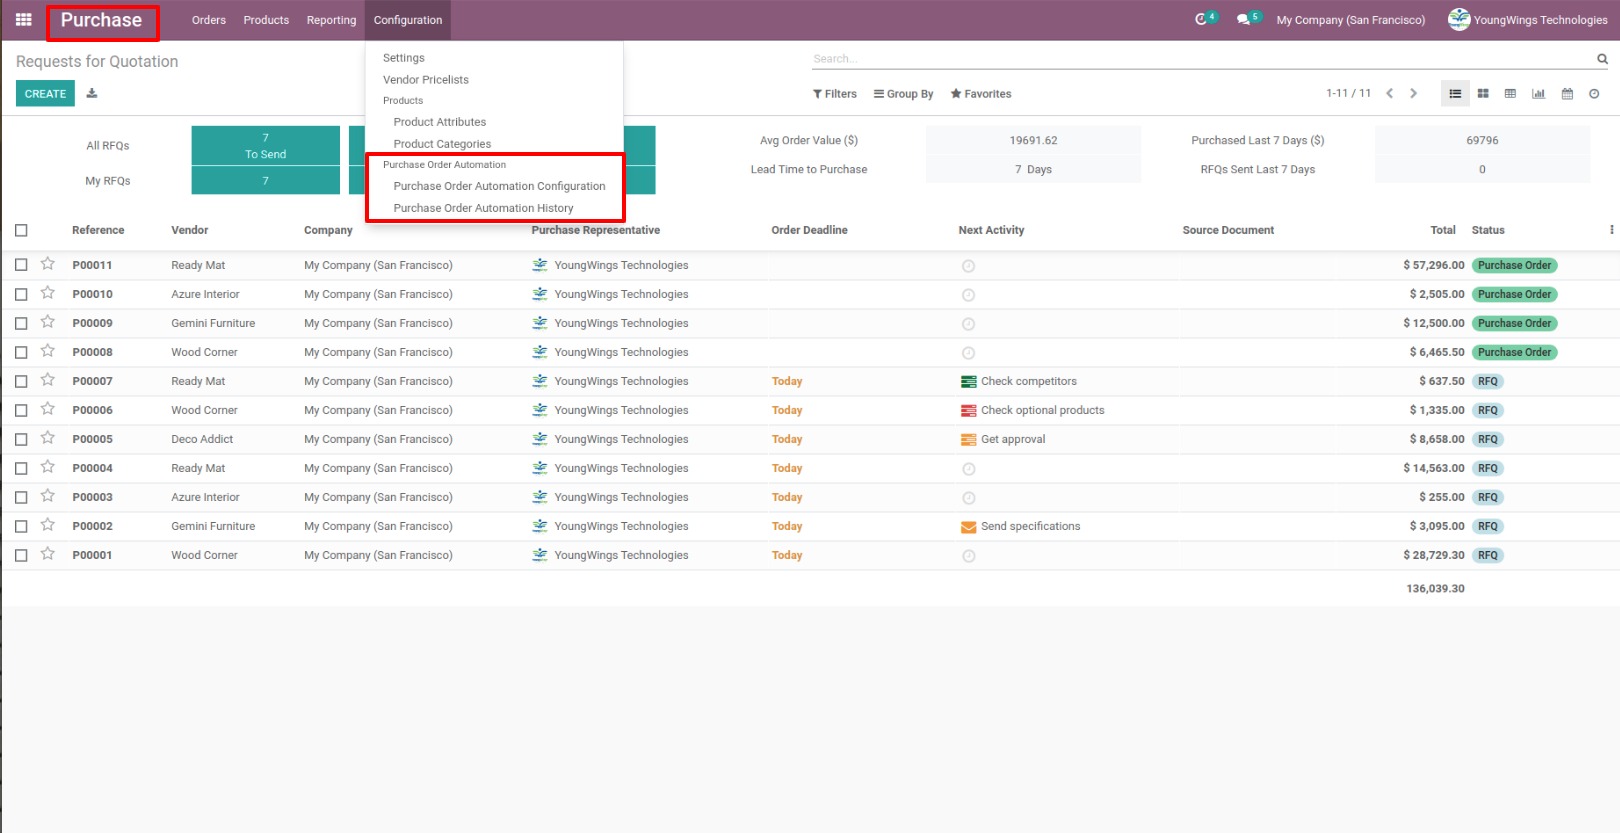 Purchase Orders Products Reporting Configuration 4 5 My Company (San Francisco) YoungWings Technologies
Requests for Quotation
Search...
CREATE
Filters Group By Favorites 1-11 / 11
Settings
Vendor Pricelists
Products
Product Attributes
Product Categories
Purchase Order Automation
Purchase Order Automation Configuration
Purchase Order Automation History
All RFQs 7 To Send
My RFQs 7
Avg Order Value ($) 19691.62 Purchased Last 7 Days ($) 69796
Lead Time to Purchase 7 Days RFQs Sent Last 7 Days 0
Reference Vendor Company Purchase Representative Order Deadline Next Activity Source Document Total Status
P00011 Ready Mat My Company (San Francisco) YoungWings Technologies $ 57,296.00 Purchase Order
P00010 Azure Interior My Company (San Francisco) YoungWings Technologies $ 2,505.00 Purchase Order
P00009 Gemini Furniture My Company (San Francisco) YoungWings Technologies $ 12,500.00 Purchase Order
P00008 Wood Corner My Company (San Francisco) YoungWings Technologies $ 6,465.50 Purchase Order
P00007 Ready Mat My Company (San Francisco) YoungWings Technologies Today Check competitors $ 637.50 RFQ
P00006 Wood Corner My Company (San Francisco) YoungWings Technologies Today Check optional products $ 1,335.00 RFQ
P00005 Deco Addict My Company (San Francisco) YoungWings Technologies Today Get approval $ 8,658.00 RFQ
P00004 Ready Mat My Company (San Francisco) YoungWings Technologies Today $ 14,563.00 RFQ
P00003 Azure Interior My Company (San Francisco) YoungWings Technologies Today $ 255.00 RFQ
P00002 Gemini Furniture My Company (San Francisco) YoungWings Technologies Today Send specifications $ 3,095.00 RFQ
P00001 Wood Corner My Company (San Francisco) YoungWings Technologies Today $ 28,729.30 RFQ
136,039.30